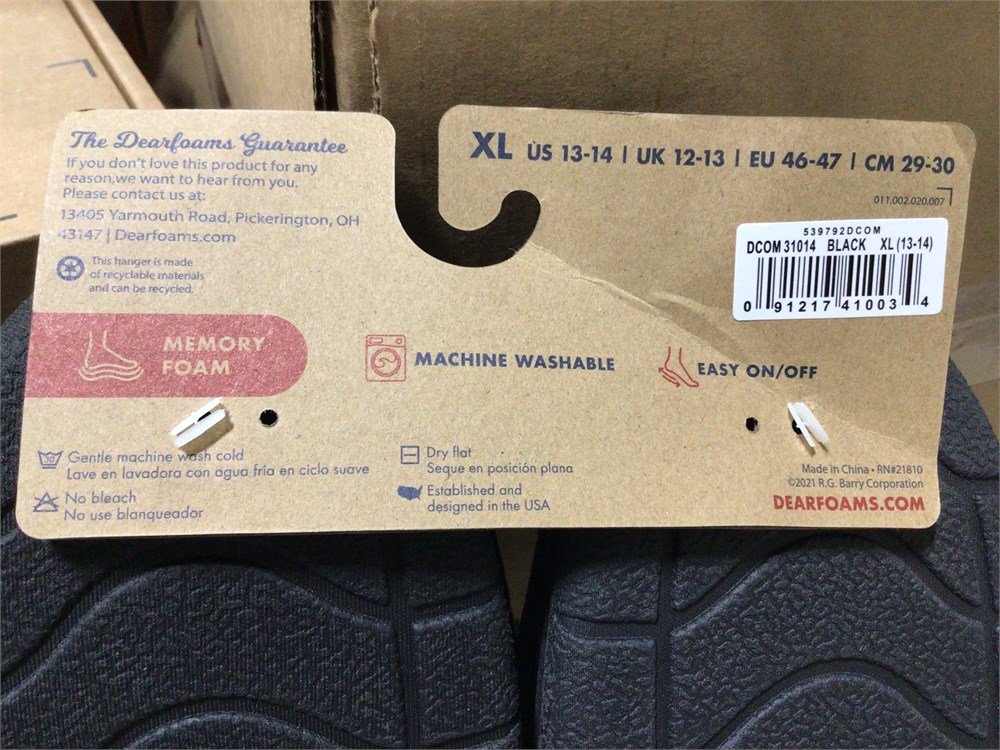 The Dearfoams Guarantee
If you don't love this product for any
reason,we want to hear from you.
Please contact us at:
13405 Yarmouth Road, Pickerington, OH
43147 | Dearfoams.com
This hanger is made
of recyclable materials
and can be recycled.
XL US 13-14 | UK 12-13 | EU 46-47 | CM 29-30
011.002.020.007
539792DCOM
DCOM 31014 BLACK XL (13-14)
0 91217 41003 4
MEMORY
FOAM
MACHINE WASHABLE
EASY ON/OFF
30
Gentle machine wash cold
Lave en lavadora con agua fría en ciclo suave
No bleach
No use blanqueador
Dry flat
Seque en posición plana
Established and
designed in the USA
Made in China • RN#21810
©2021 R.G. Barry Corporation
DEARFOAMS.COM